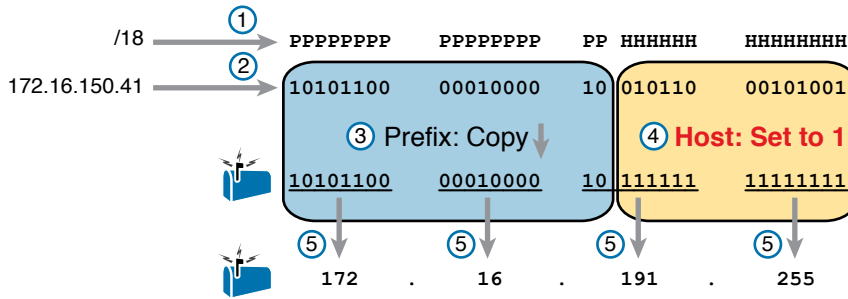 /18 ① PPPPPPPP PPPPPPPP PP HHHHHH HHHHHHHH
172.16.150.41 ② 10101100 00010000 10 010110 00101001
③ Prefix: Copy ④ Host: Set to 1
10101100 00010000 10 111111 11111111
⑤ ⑤ ⑤ ⑤
172 . 16 . 191 . 255